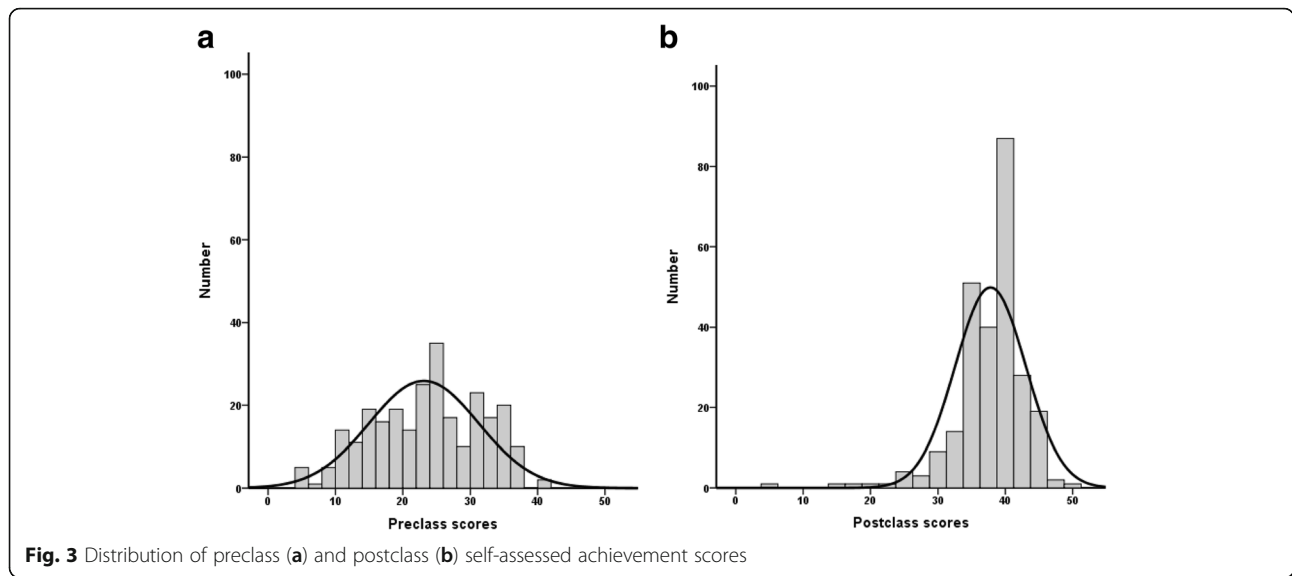 a
b
100
80
60
40
20
0
Number
0 10 20 30 40 50
Preclass scores
100
80
60
40
20
0
Number
0 10 20 30 40 50
Postclass scores
Fig. 3 Distribution of preclass (a) and postclass (b) self-assessed achievement scores